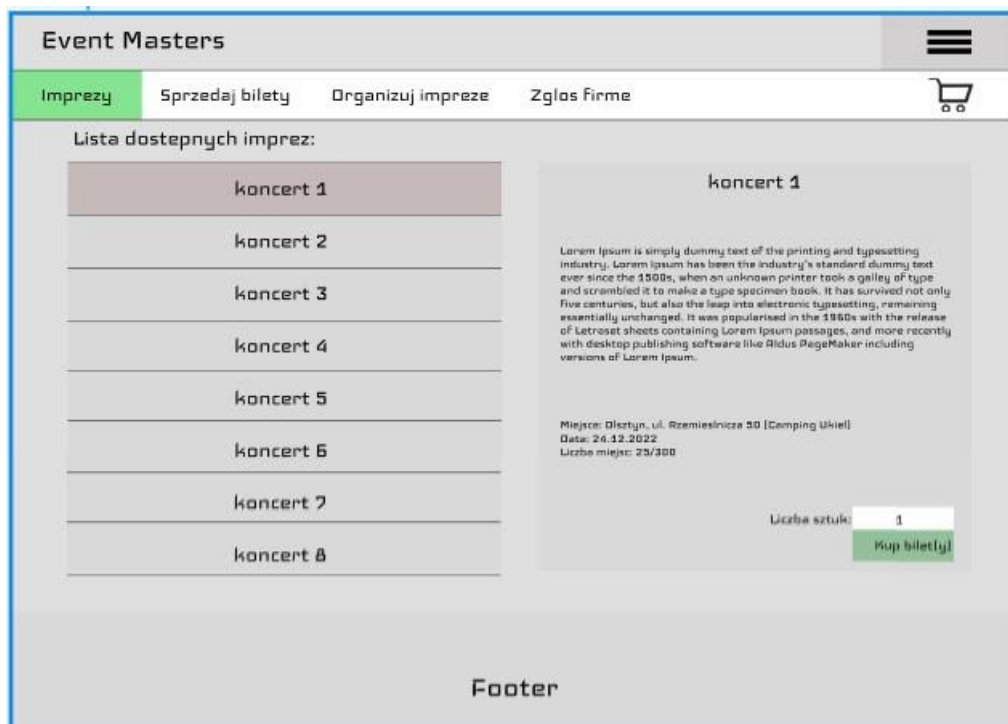 Event Masters
Imprezy Sprzedaj bilety Organizuj impreze Zglos firme
Lista dostepnych imprez:
koncert 1
koncert 2
koncert 3
koncert 4
koncert 5
koncert 6
koncert 7
koncert 8
koncert 1
Lorem Ipsum is simply dummy text of the printing and typesetting
industry. Lorem Ipsum has been the industry's standard dummy text
ever since the 1500s, when an unknown printer took a galley of type
and scrambled it to make a type specimen book. It has survived not only
five centuries, but also the leap into electronic typesetting, remaining
essentially unchanged. It was popularised in the 1960s with the release
of Letraset sheets containing Lorem Ipsum passages, and more recently
with desktop publishing software like Aldus PageMaker including
versions of Lorem Ipsum.
Miejsce: Olsztyn, ul. Rzemieslnicza 50 (Camping Ukiel)
Data: 24.12.2022
Liczba miejsc: 25/300
Liczba sztuk: 1
Kup bilet(y)
Footer